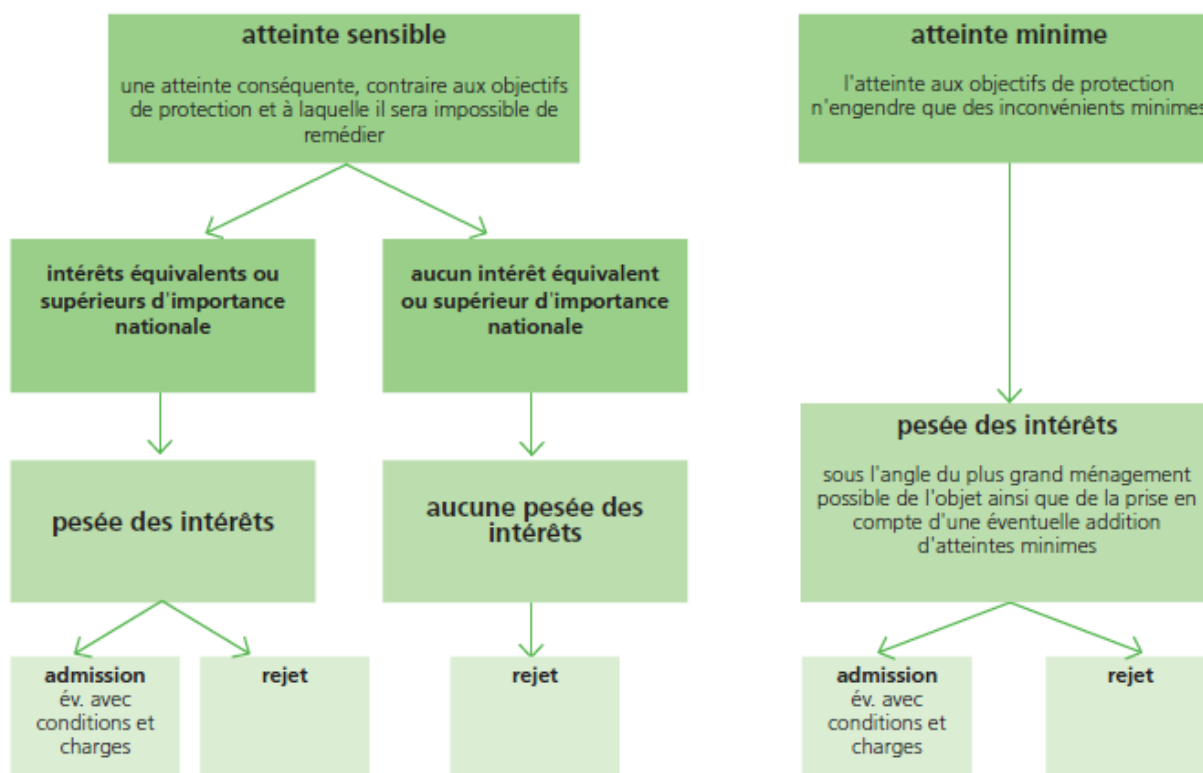 atteinte sensible
une atteinte conséquente, contraire aux objectifs
de protection et à laquelle il sera impossible de
remédier
atteinte minime
l'atteinte aux objectifs de protection
n'engendre que des inconvénients minimes
intérêts équivalents ou
supérieurs d'importance
nationale
aucun intérêt équivalent
ou supérieur d'importance
nationale
pesée des intérêts
aucune pesée des
intérêts
pesée des intérêts
sous l'angle du plus grand ménagement
possible de l'objet ainsi que de la prise en
compte d'une éventuelle addition
d'atteintes minimes
admission
év. avec
conditions et
charges
rejet
rejet
admission
év. avec
conditions et
charges
rejet